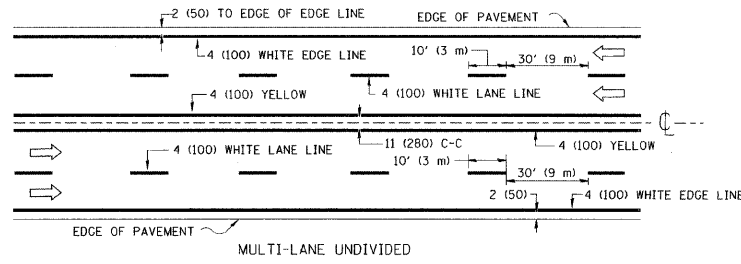 2 (50) TO EDGE OF EDGE LINE
EDGE OF PAVEMENT
4 (100) WHITE EDGE LINE
10' (3 m)
30' (9 m)
4 (100) YELLOW
4 (100) WHITE LANE LINE
℄
4 (100) WHITE LANE LINE
11 (280) C-C
4 (100) YELLOW
10' (3 m)
30' (9 m)
2 (50)
4 (100) WHITE EDGE LINE
EDGE OF PAVEMENT
MULTI-LANE UNDIVIDED